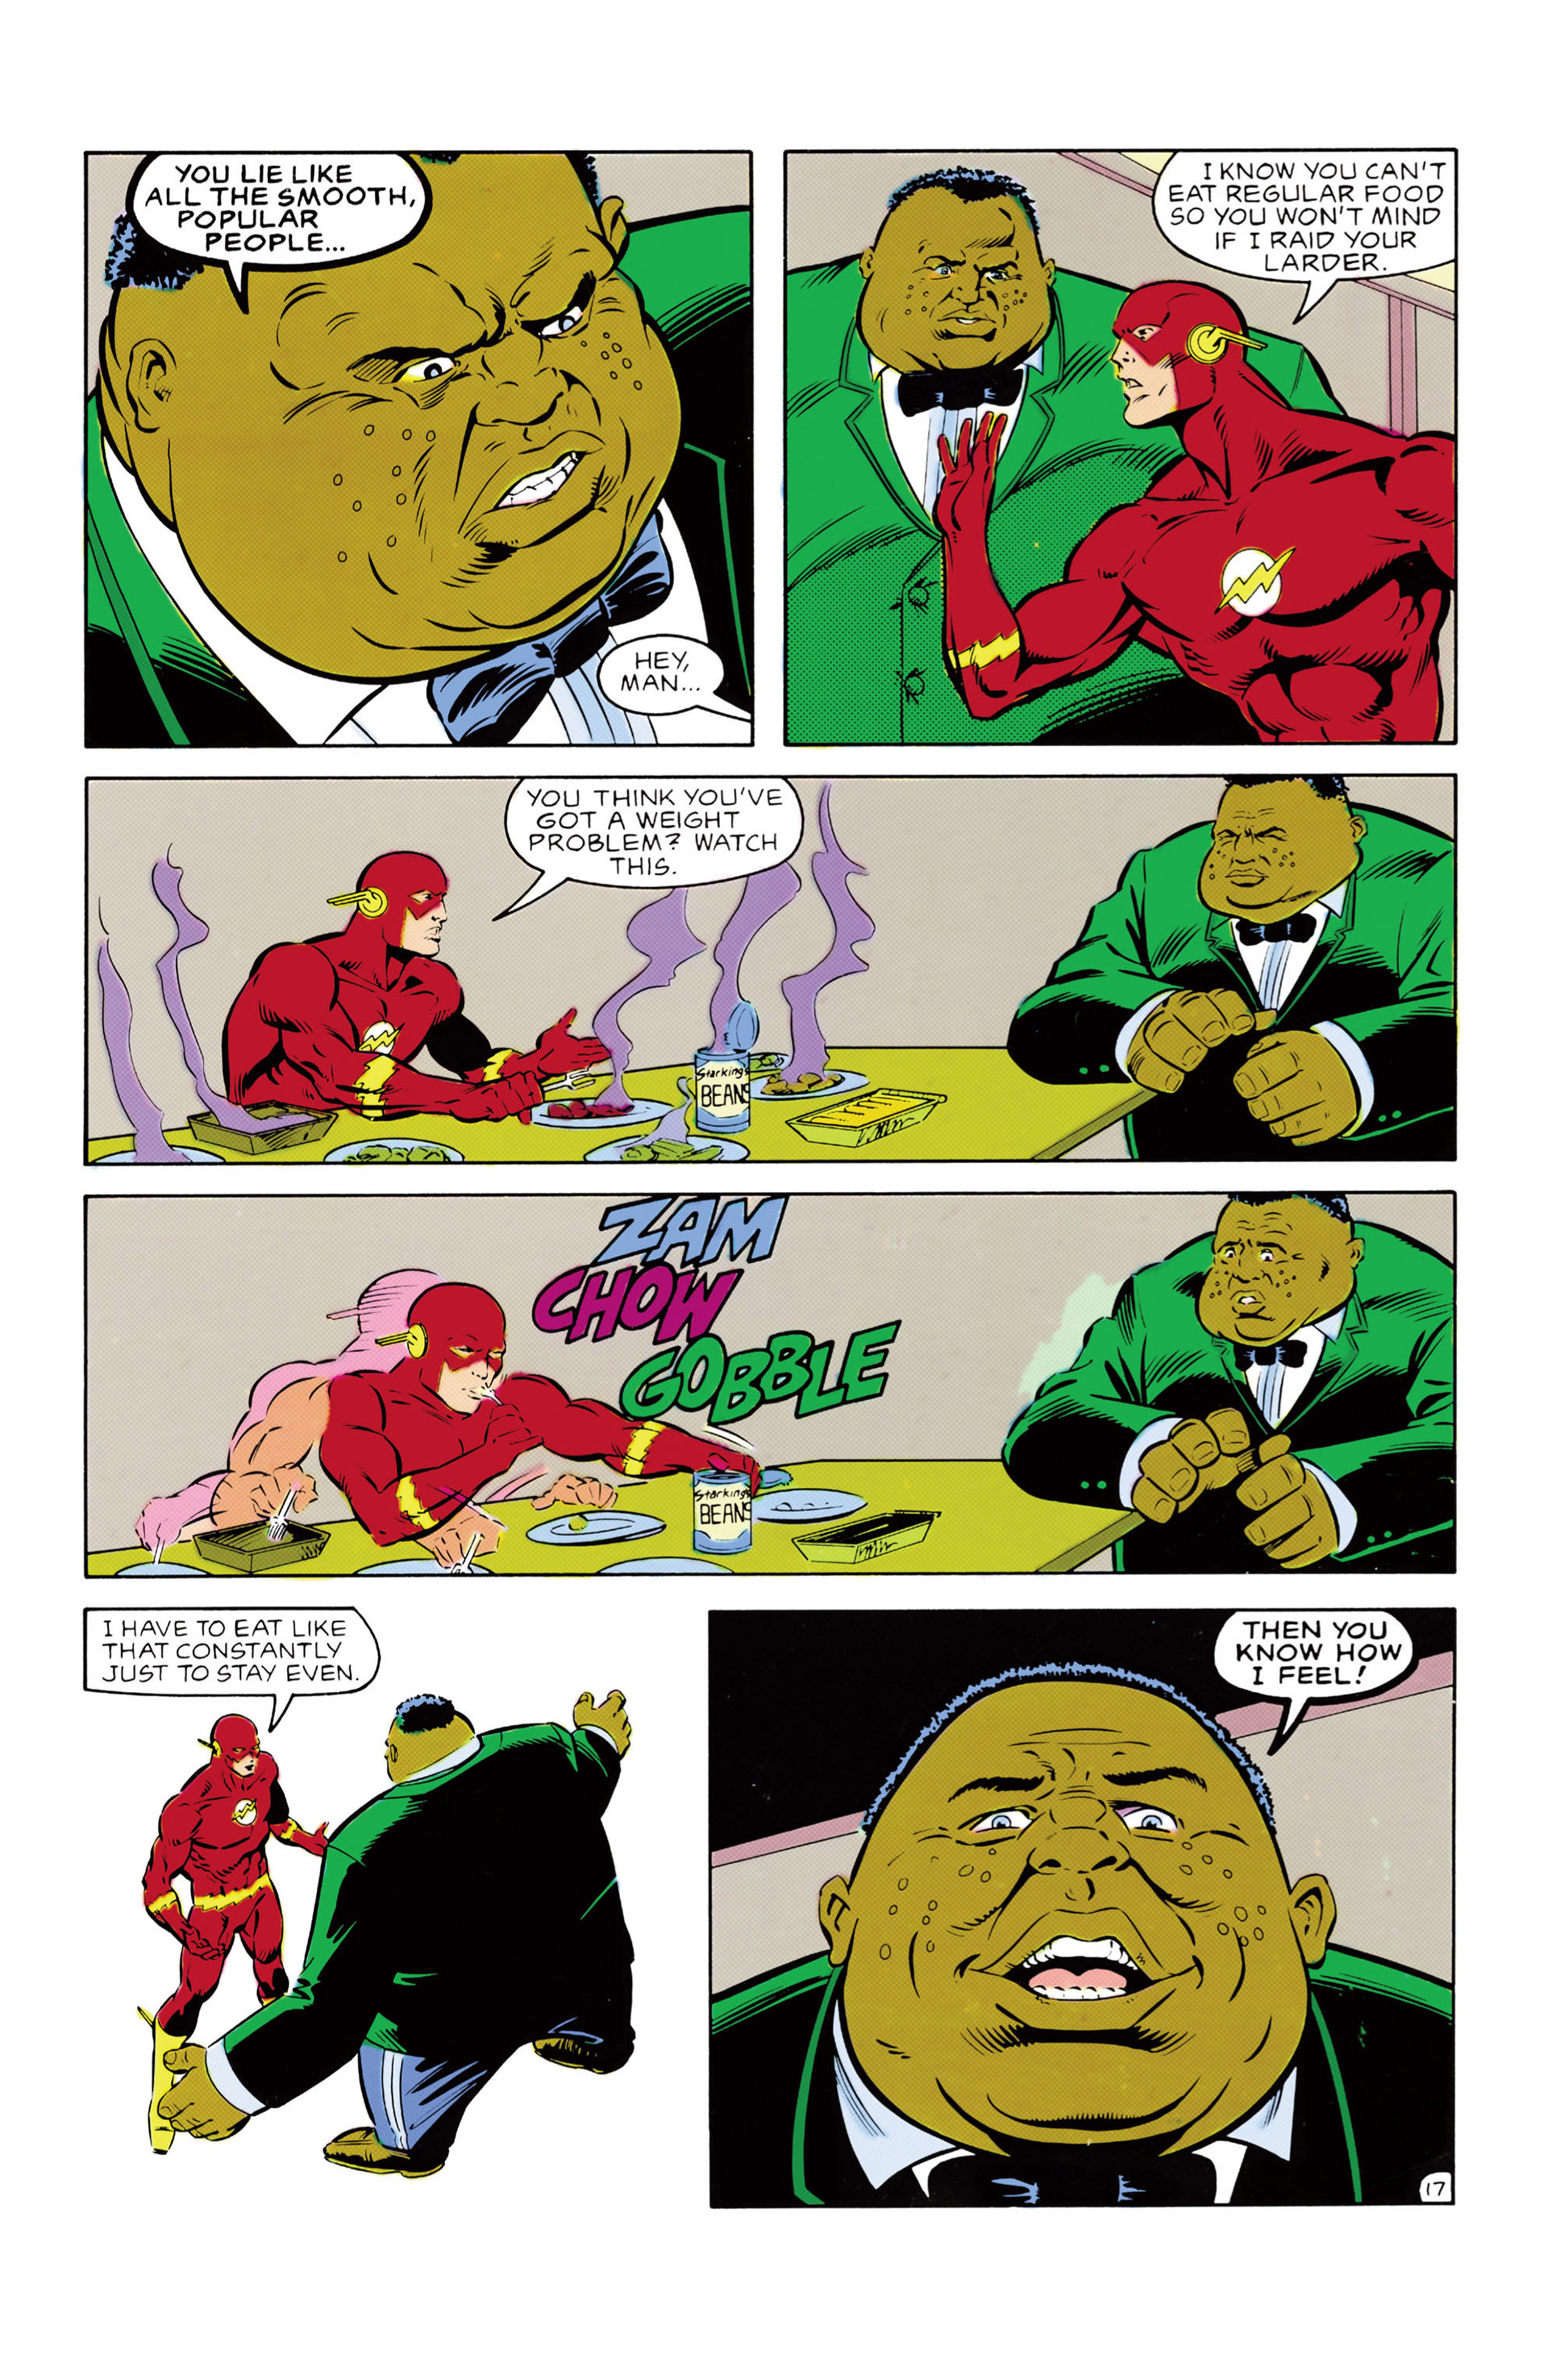 YOU LIE LIKE
ALL THE SMOOTH,
POPULAR
PEOPLE...
HEY,
MAN...
I KNOW YOU CAN'T
EAT REGULAR FOOD
SO YOU WON'T MIND
IF I RAID YOUR
LARDER.
YOU THINK YOU'VE
GOT A WEIGHT
PROBLEM? WATCH
THIS.
Starking's
BEANS
ZAM
CHOW
GOBBLE
Starking's
BEANS
I HAVE TO EAT LIKE
THAT CONSTANTLY
JUST TO STAY EVEN.
THEN YOU
KNOW HOW
I FEEL!
17